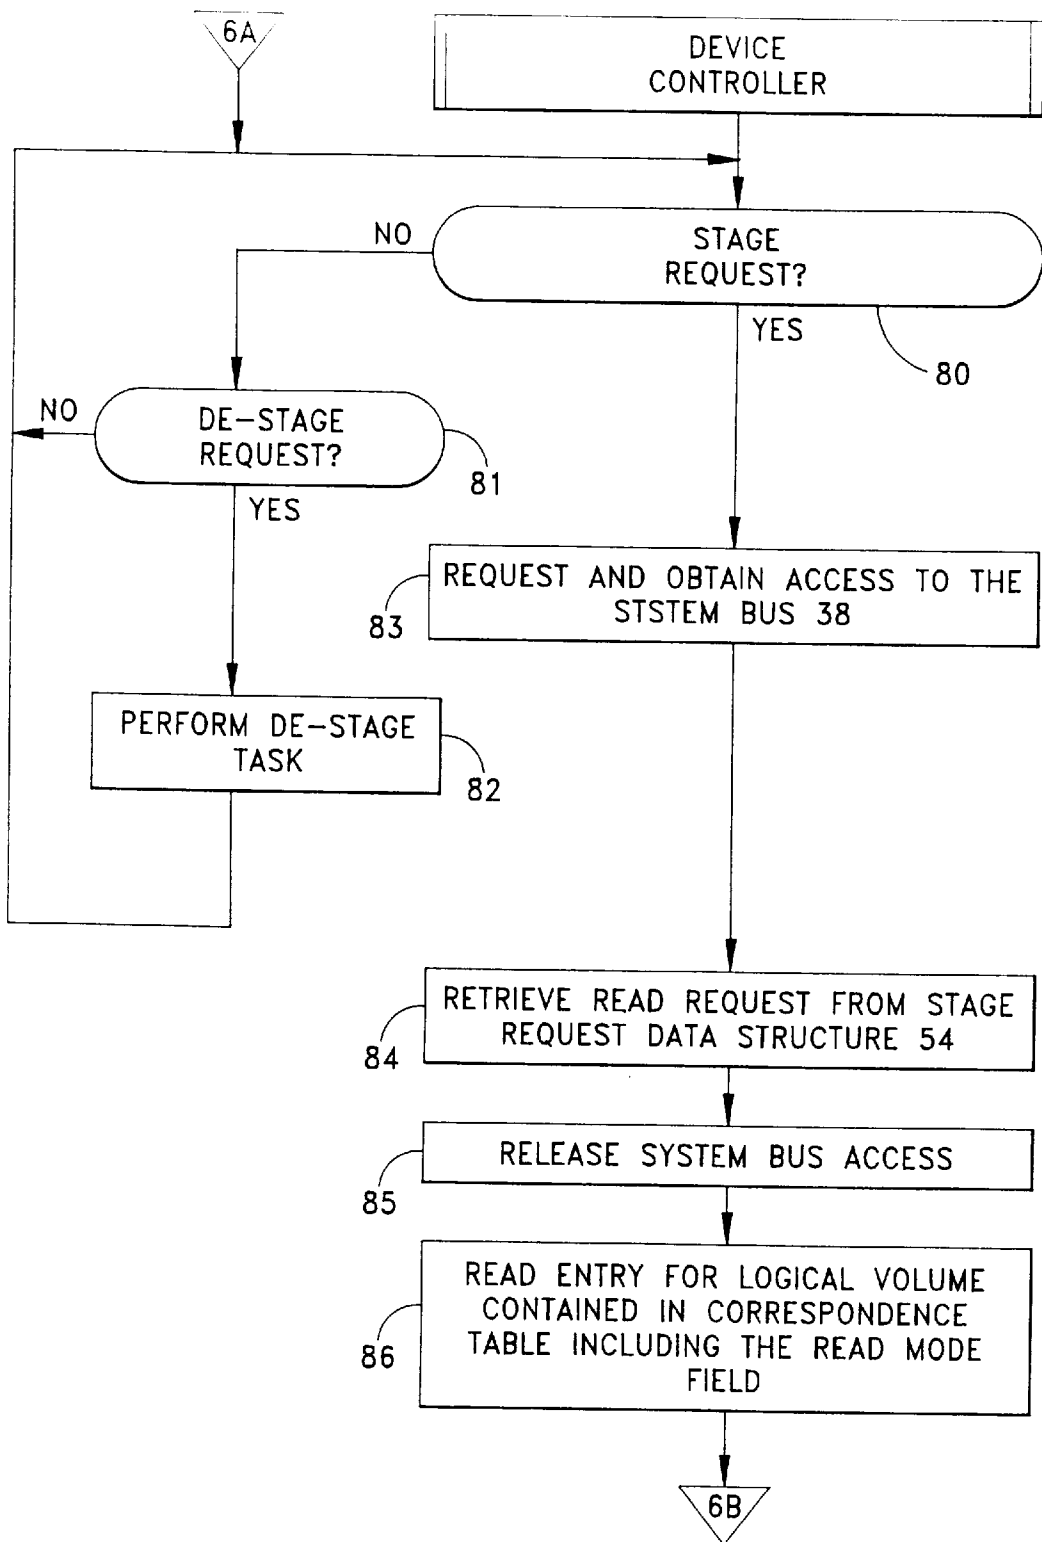 6A
DEVICE
CONTROLLER
NO
STAGE
REQUEST?
YES
80
NO
DE-STAGE
REQUEST?
81
YES
REQUEST AND OBTAIN ACCESS TO THE
STSTEM BUS 38
83
PERFORM DE-STAGE
TASK
82
RETRIEVE READ REQUEST FROM STAGE
REQUEST DATA STRUCTURE 54
84
RELEASE SYSTEM BUS ACCESS
85
READ ENTRY FOR LOGICAL VOLUME
CONTAINED IN CORRESPONDENCE
TABLE INCLUDING THE READ MODE
FIELD
86
6B